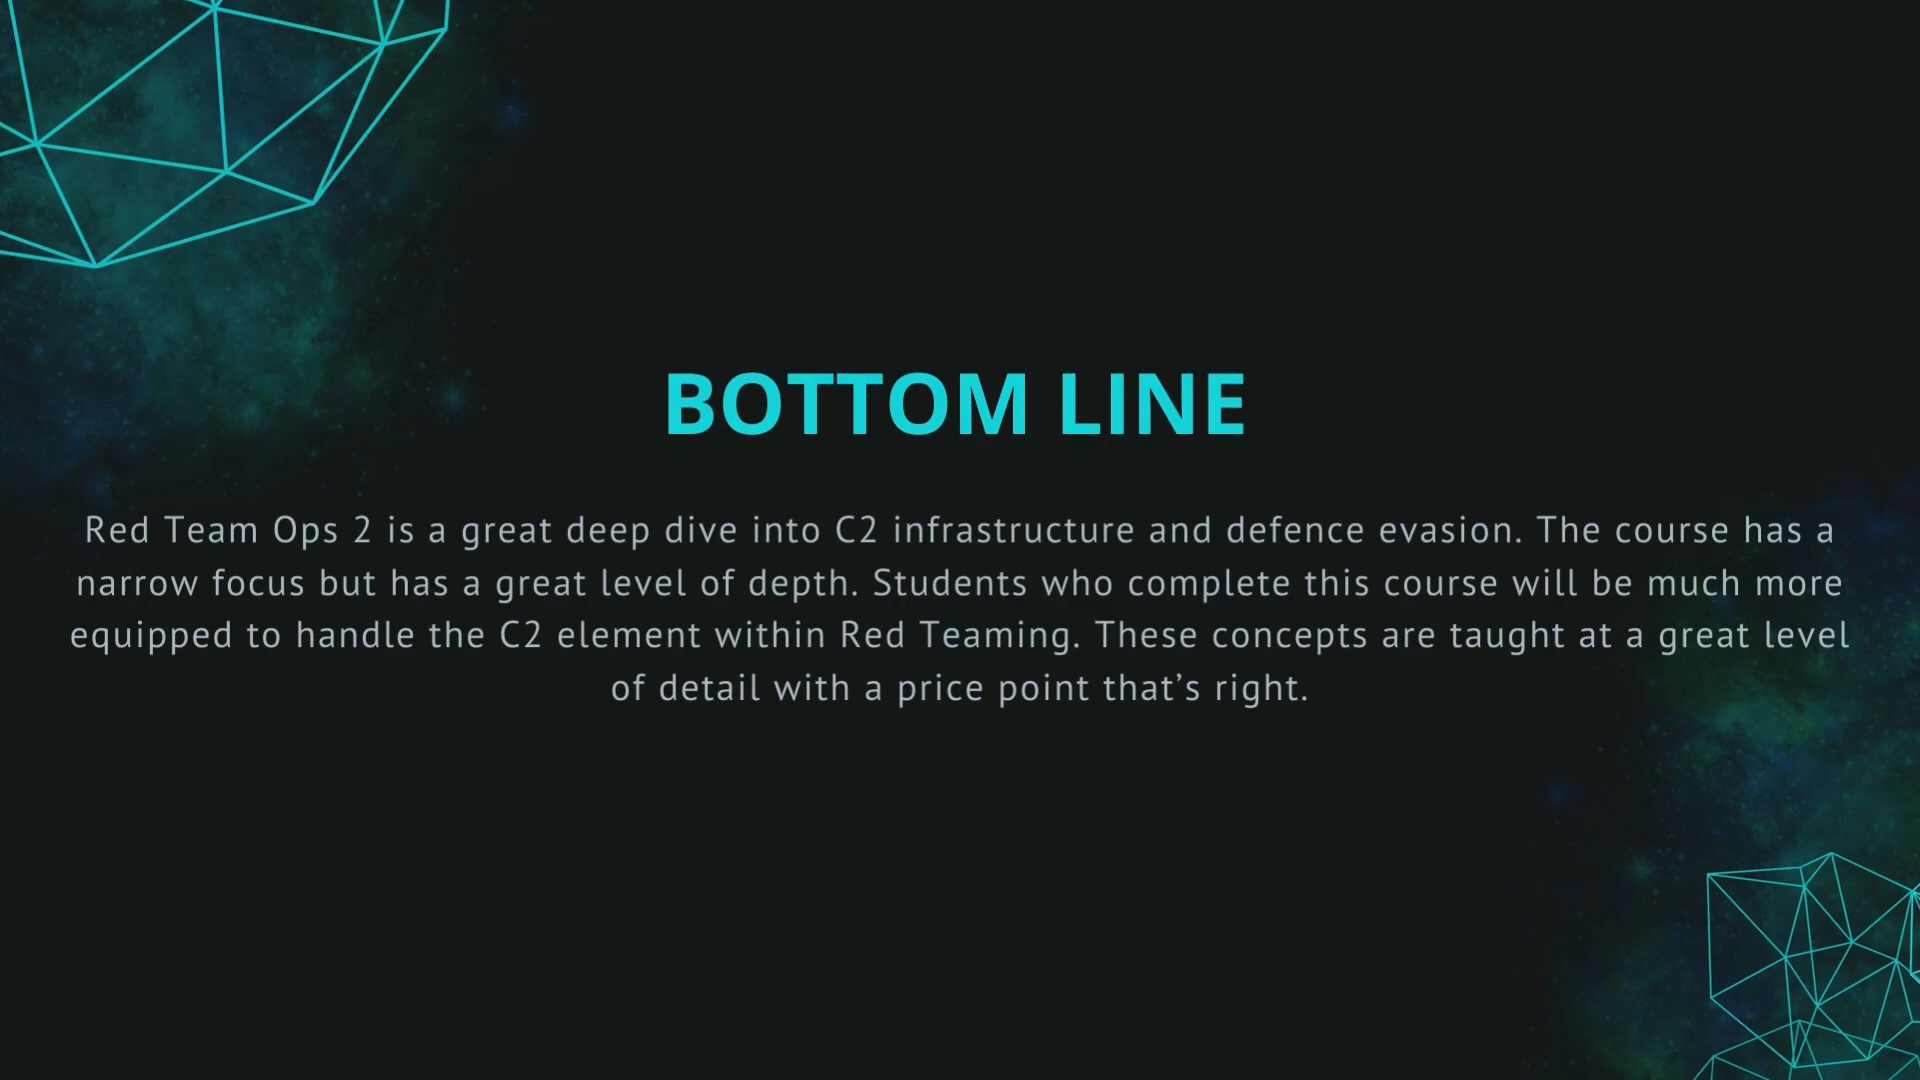 BOTTOM LINE
Red Team Ops 2 is a great deep dive into C2 infrastructure and defence evasion. The course has a
narrow focus but has a great level of depth. Students who complete this course will be much more
equipped to handle the C2 element within Red Teaming. These concepts are taught at a great level
of detail with a price point that’s right.